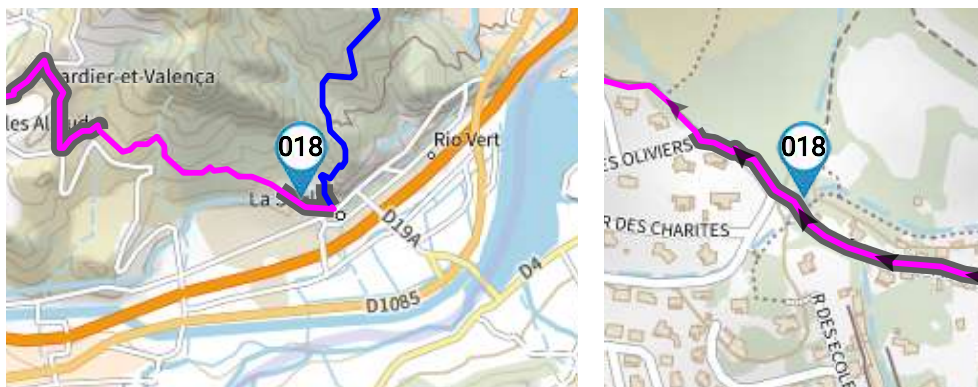 ardier-et-Valença
les Al
018
Rio Vert
La S
D19A
D4
D1085
018
ES OLIVIERS
R DES CHARITES
R DES ECOLE